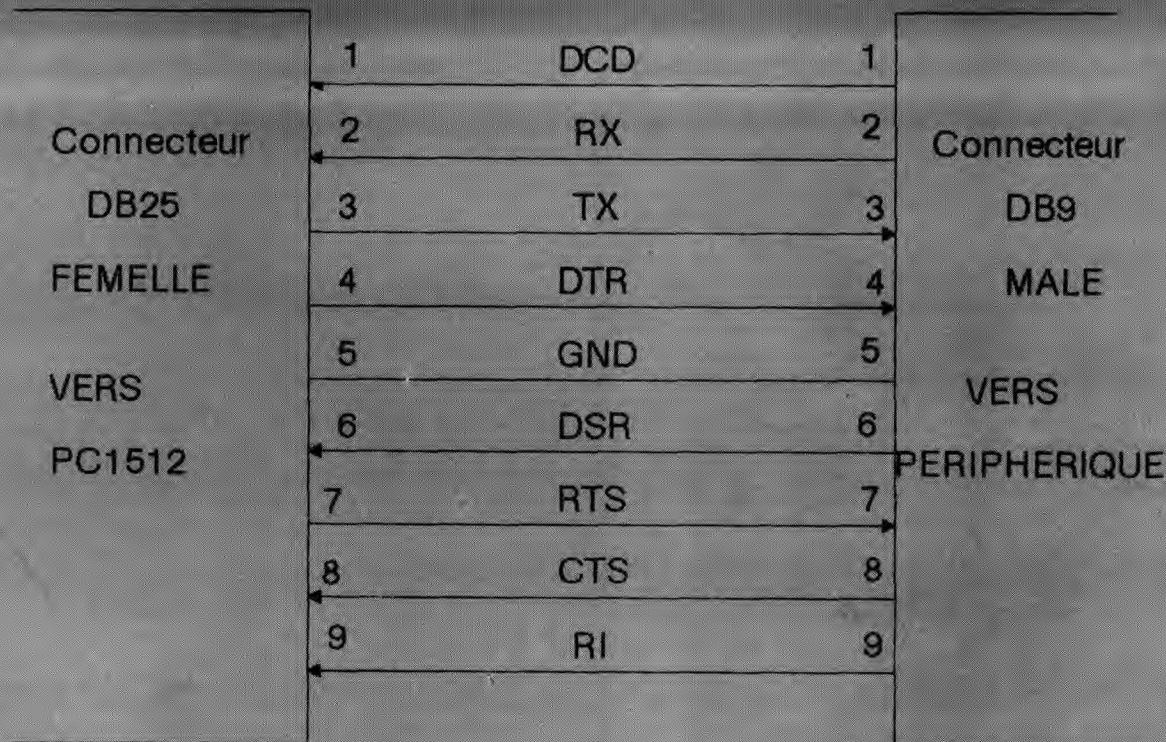 1 DCD 1
Connecteur
DB25
FEMELLE
VERS
PC1512
2 RX 2
3 TX 3
4 DTR 4
5 GND 5
6 DSR 6
7 RTS 7
8 CTS 8
9 RI 9
Connecteur
DB9
MALE
VERS
PERIPHERIQUE